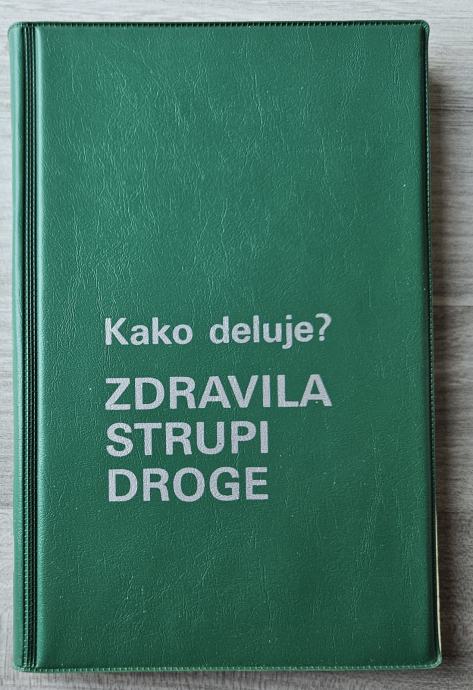 Kako deluje?
ZDRAVILA
STRUPI
DROGE